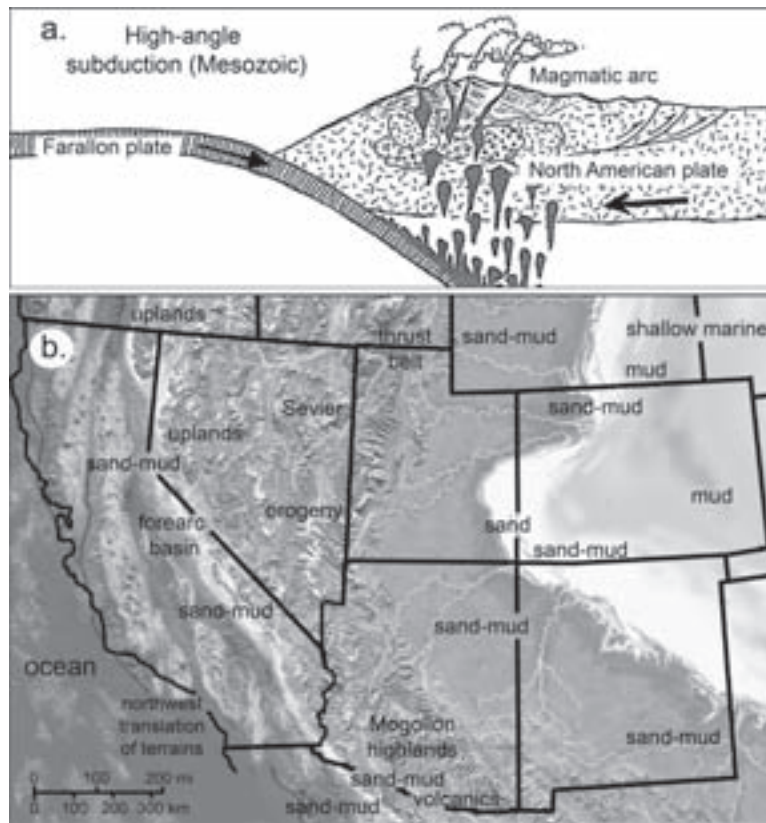 a.
High-angle
subduction (Mesozoic)
Magmatic arc
Farallon plate
North American plate
b.
uplands
thrust
belt
sand-mud
shallow marine
mud
sand-mud
Sevier
uplands
sand-mud
orogeny
mud
forearc
basin
sand
sand-mud
sand-mud
sand-mud
ocean
northwest
translation
of terrains
Mogollon
highlands
sand-mud
sand-mud
volcanics
sand-mud
0 100 200 mi
0 100 200 300 km